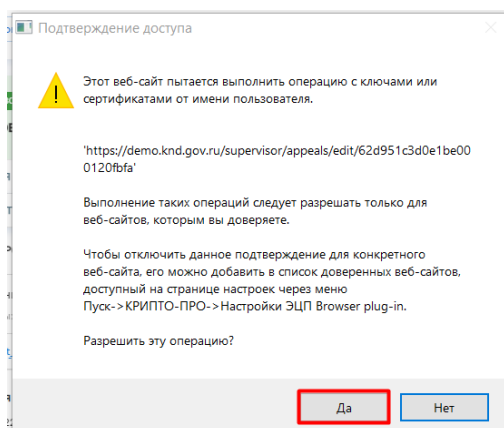 Подтверждение доступа
Этот веб-сайт пытается выполнить операцию с ключами или
сертификатами от имени пользователя.
'https://demo.knd.gov.ru/supervisor/appeals/edit/62d951c3d0e1be00
0120fbfa'
Выполнение таких операций следует разрешать только для
веб-сайтов, которым вы доверяете.
Чтобы отключить данное подтверждение для конкретного
веб-сайта, его можно добавить в список доверенных веб-сайтов,
доступный на странице настроек через меню
Пуск->КРИПТО-ПРО->Настройки ЭЦП Browser plug-in.
Разрешить эту операцию?
Да Нет